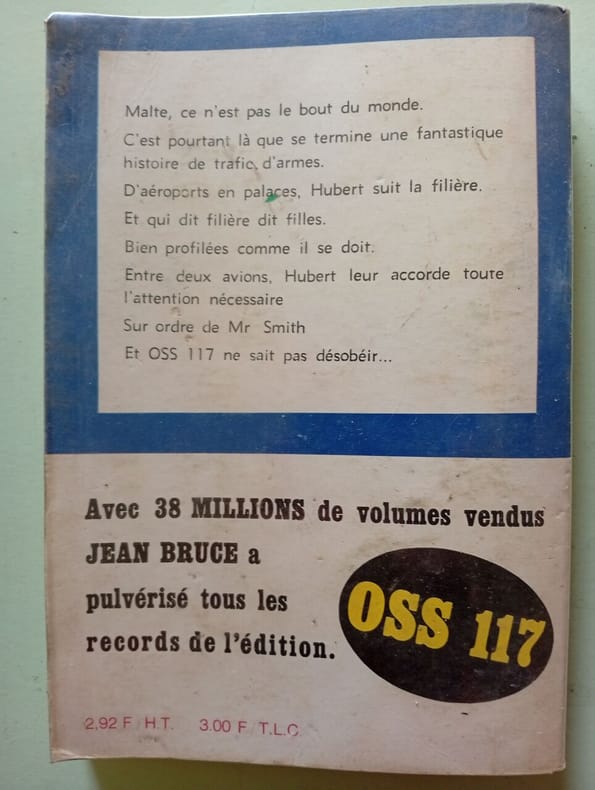 Malte, ce n'est pas le bout du monde.
C'est pourtant là que se termine une fantastique
histoire de trafic d'armes.
D'aéroports en palaces, Hubert suit la filière.
Et qui dit filière dit filles.
Bien profilées comme il se doit.
Entre deux avions, Hubert leur accorde toute
l'attention nécessaire
Sur ordre de Mr Smith
Et OSS 117 ne sait pas désobéir...
Avec 38 MILLIONS de volumes vendus
JEAN BRUCE a
pulvérisé tous les
records de l'édition.
OSS 117
2.92 F H.T. 3.00 F T.L.C.